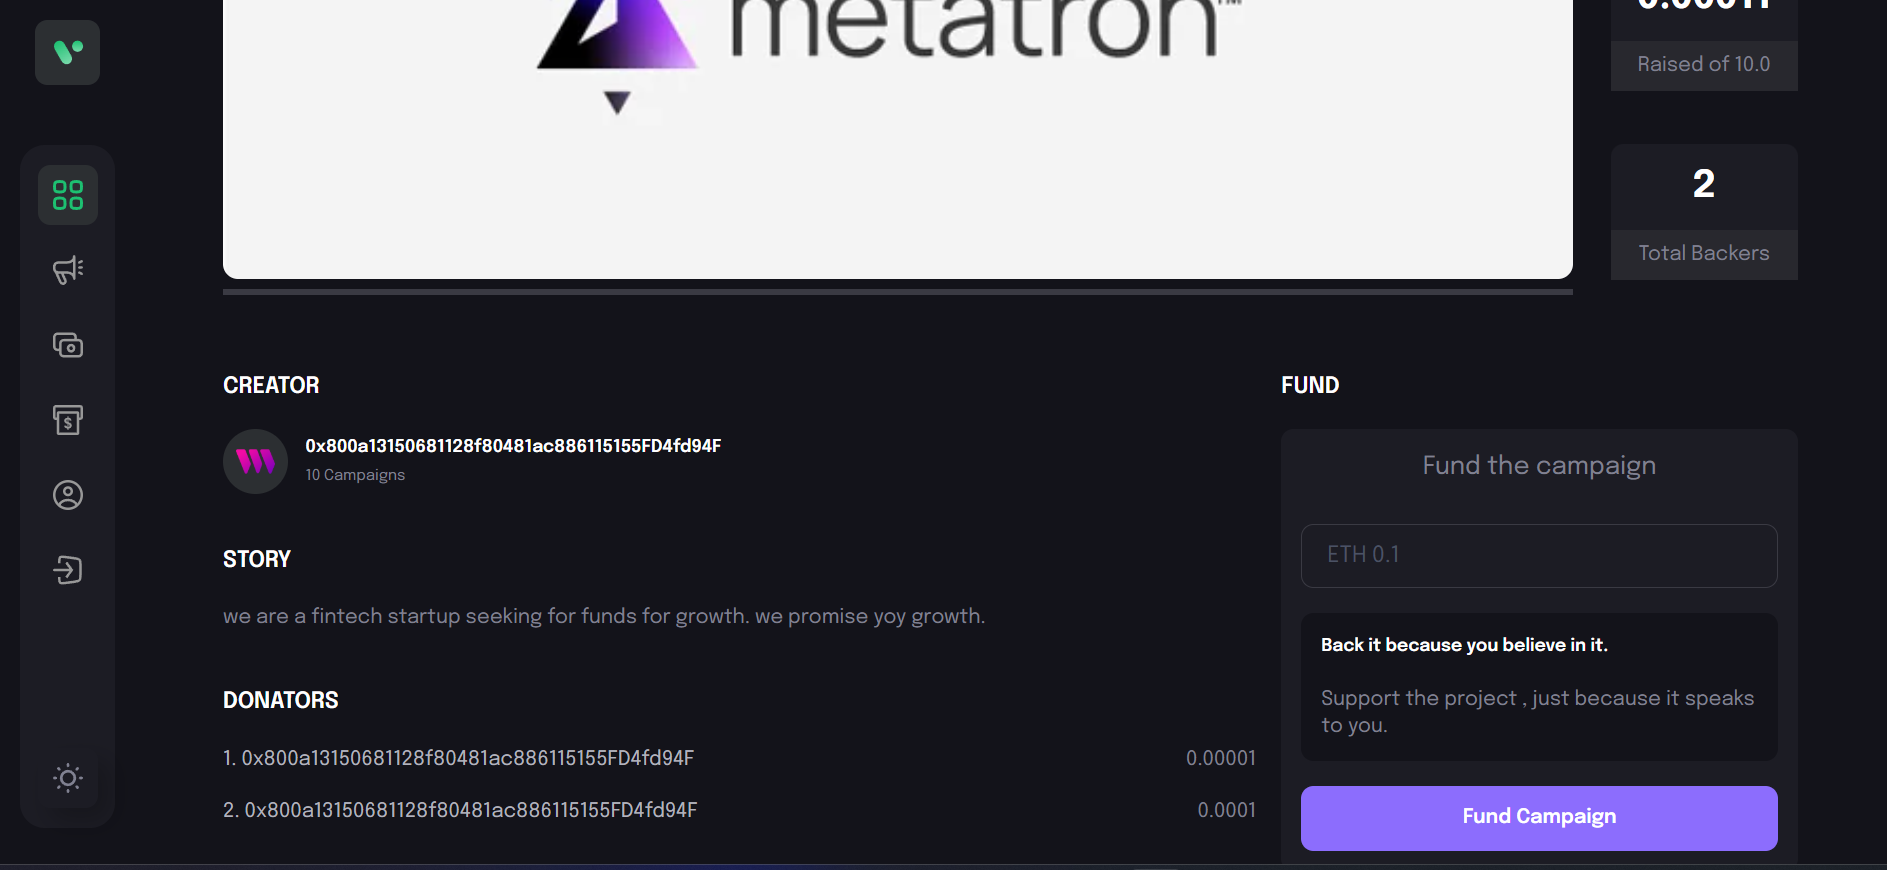 metatron™
0.00011
Raised of 10.0
2
Total Backers
CREATOR
0x800a13150681128f80481ac886115155FD4fd94F
10 Campaigns
STORY
we are a fintech startup seeking for funds for growth. we promise yoy growth.
DONATORS
1. 0x800a13150681128f80481ac886115155FD4fd94F
0.00001
2. 0x800a13150681128f80481ac886115155FD4fd94F
0.0001
FUND
Fund the campaign
ETH 0.1
Back it because you believe in it.
Support the project , just because it speaks
to you.
Fund Campaign